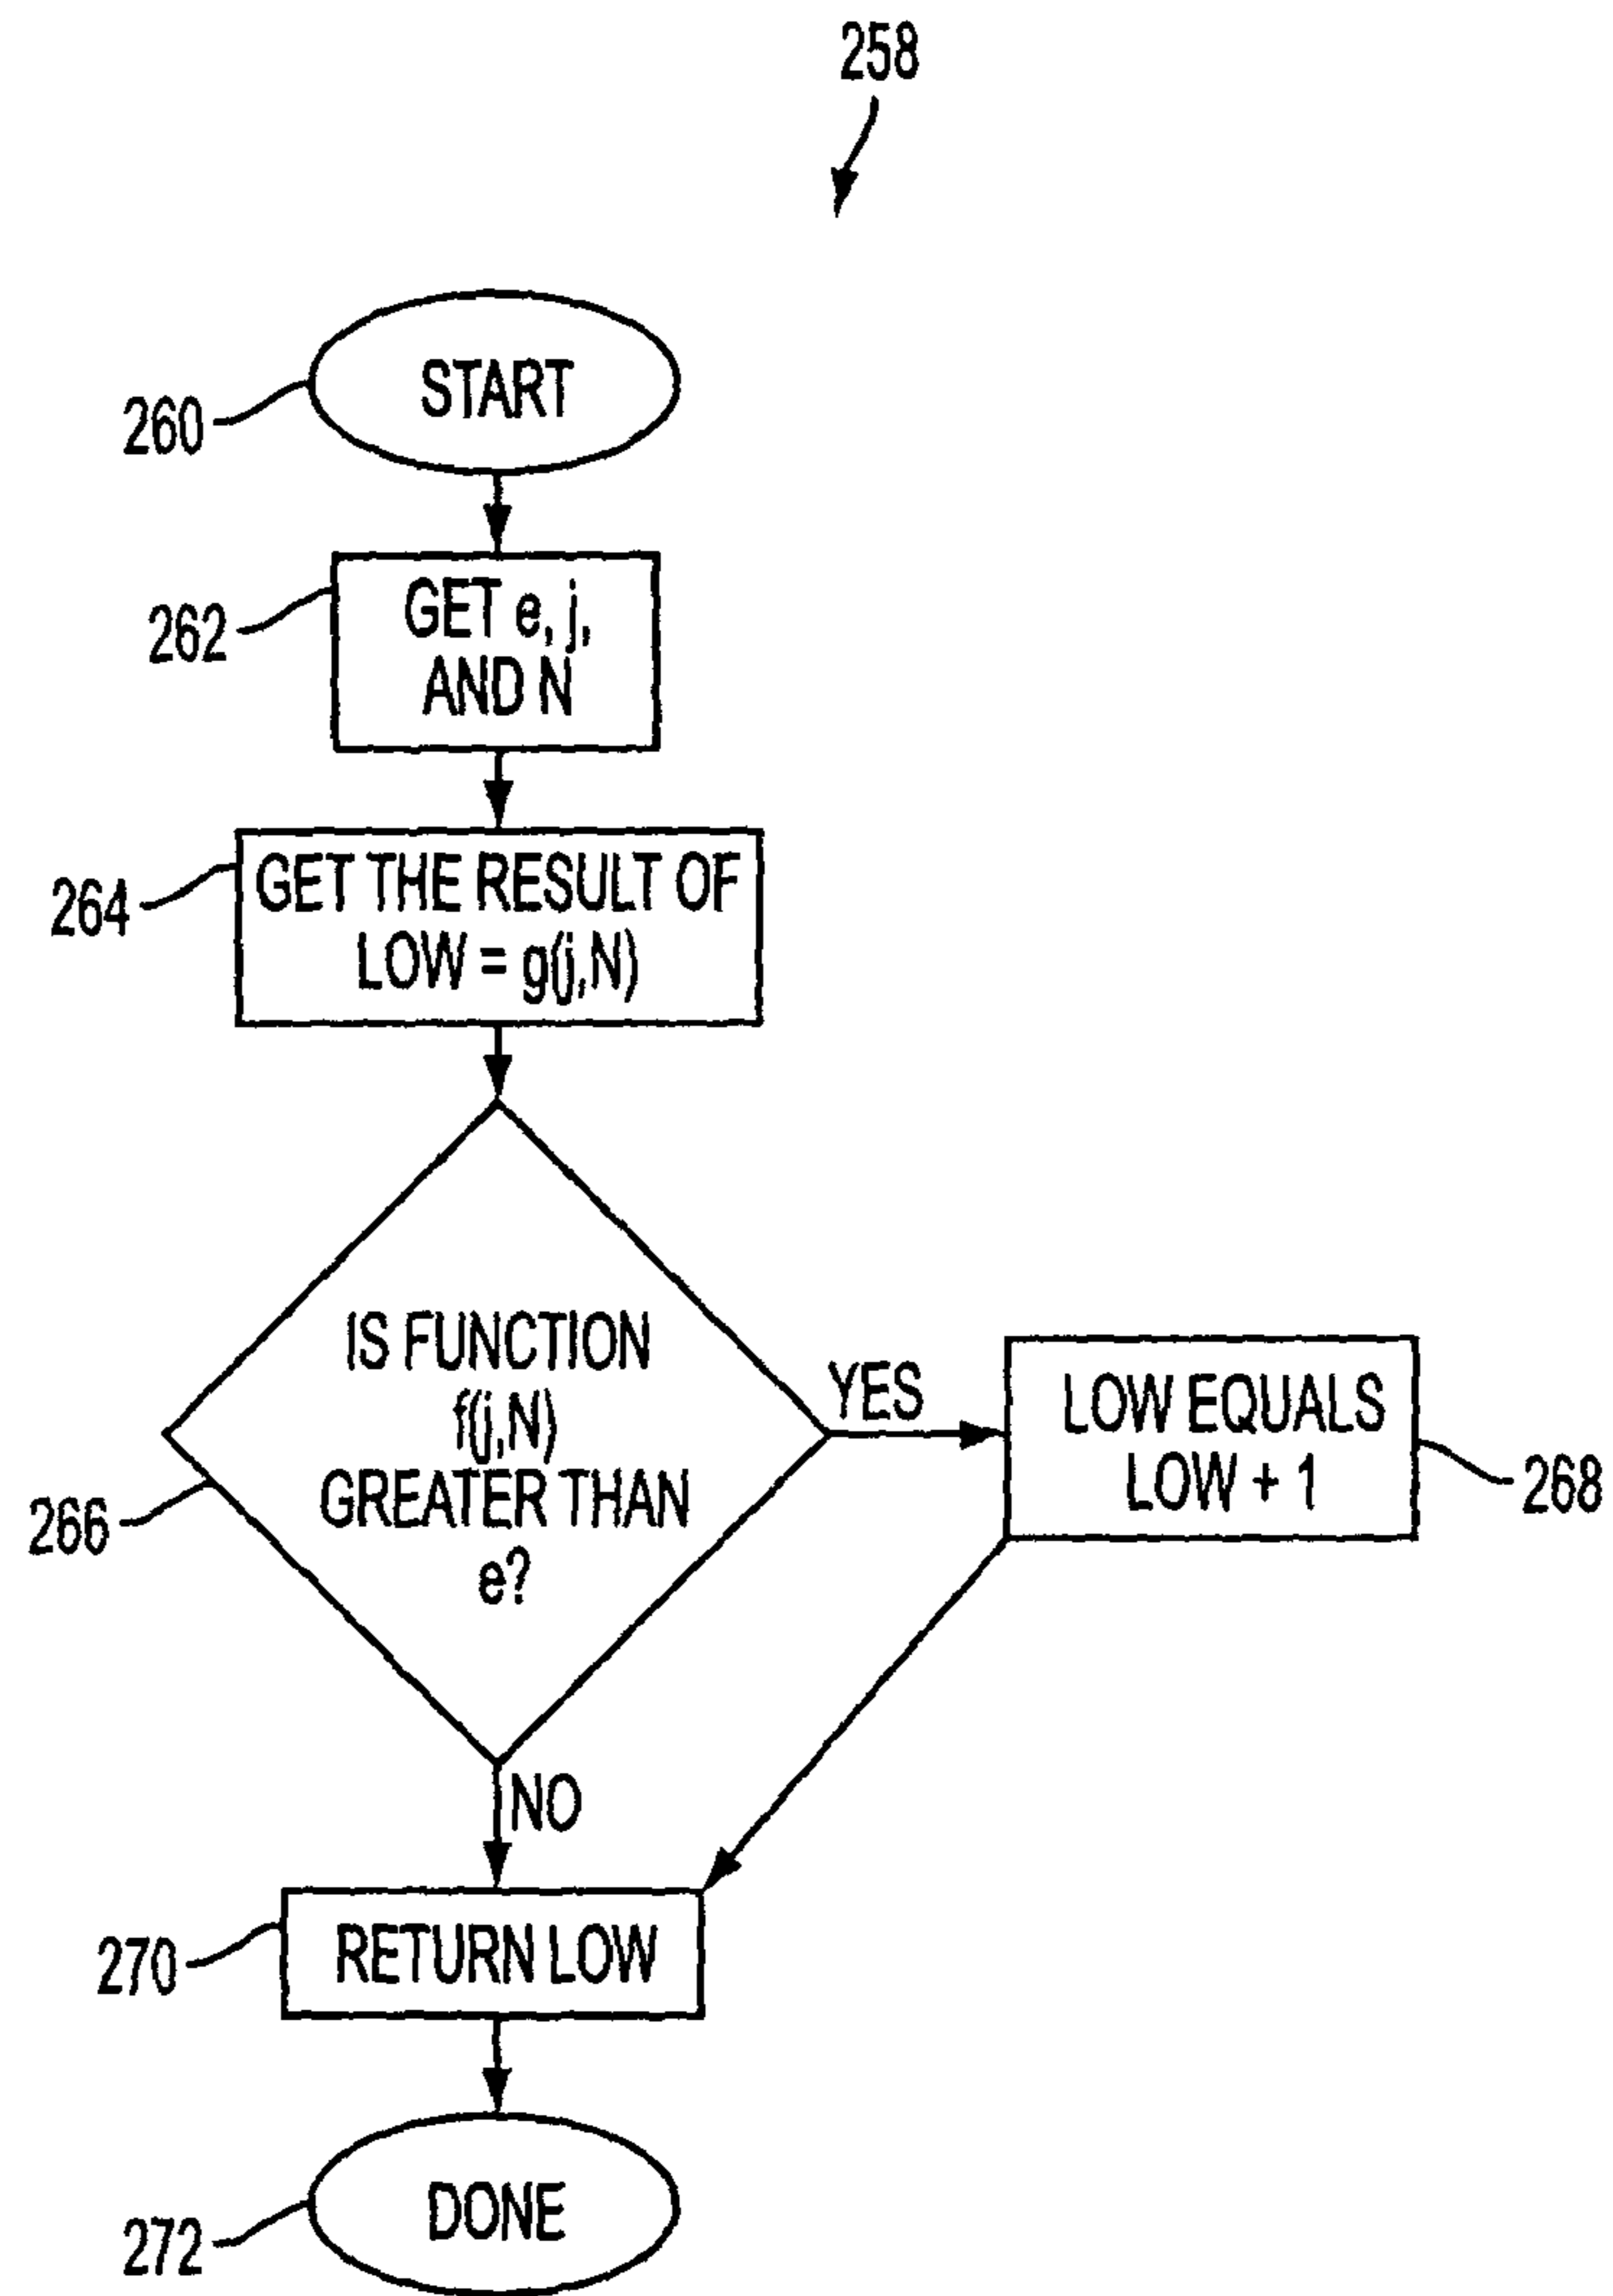 258
START
260
GET e, j,
AND N
262
GET THE RESULT OF
LOW = g(j,N)
264
IS FUNCTION
f(j,N)
GREATER THAN
e?
266
YES
LOW EQUALS
LOW + 1
268
NO
RETURN LOW
270
DONE
272